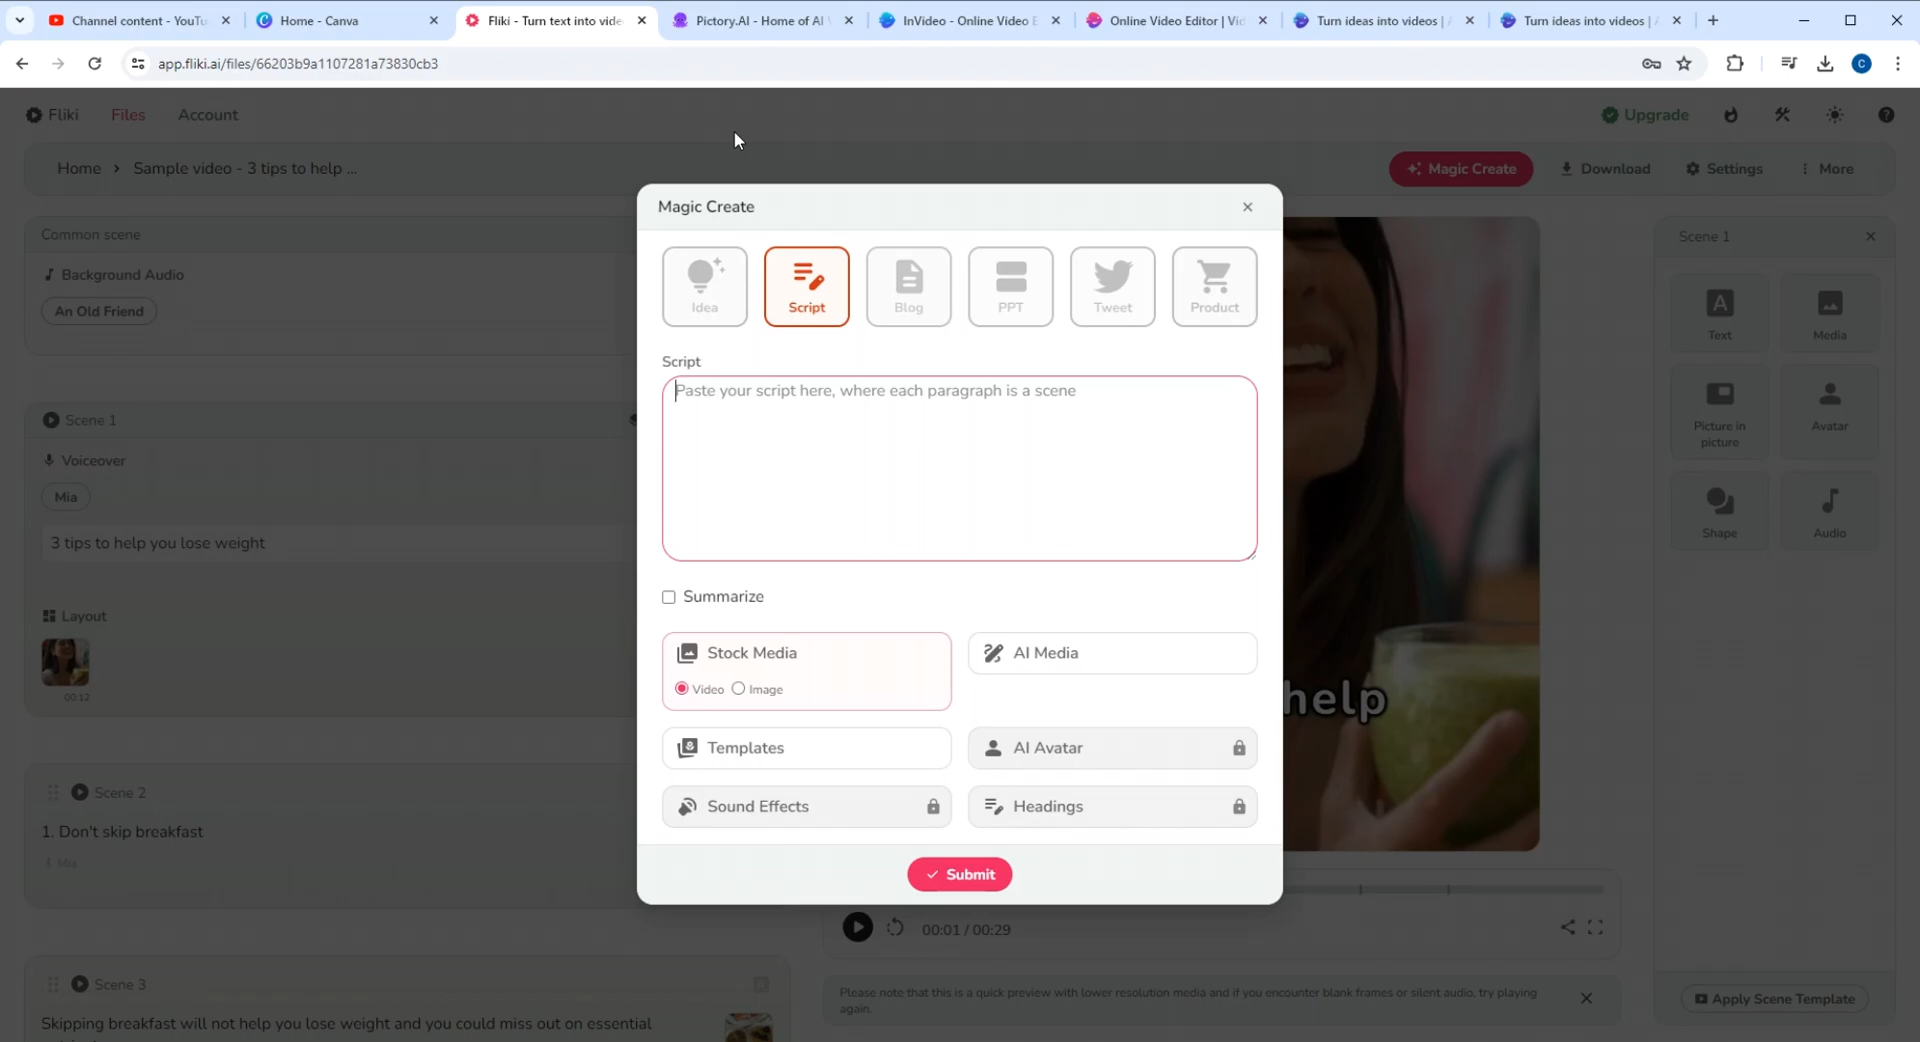 Channel content - YouTu
Home - Canva
Fliki - Turn text into vide
Pictory.AI - Home of AI
InVideo - Online Video E
Online Video Editor | Vid
Turn ideas into videos |
Turn ideas into videos |
app.fliki.ai/files/66203b9a1107281a73830cb3
C
Fliki
Files
Account
Upgrade
Home > Sample video - 3 tips to help ...
Magic Create
Download
Settings
More
Common scene
Background Audio
An Old Friend
Scene 1
Voiceover
Mia
3 tips to help you lose weight
Layout
00:12
Scene 2
1. Don't skip breakfast
Mia
Scene 3
Skipping breakfast will not help you lose weight and you could miss out on essential
Magic Create
Idea
Script
Blog
PPT
Tweet
Product
Script
Paste your script here, where each paragraph is a scene
Summarize
Stock Media
Video
Image
AI Media
Templates
AI Avatar
Sound Effects
Headings
Submit
help
00:01 / 00:29
Please note that this is a quick preview with lower resolution media and if you encounter blank frames or silent audio, try playing
again.
Scene 1
Text
Media
Picture in
picture
Avatar
Shape
Audio
Apply Scene Template